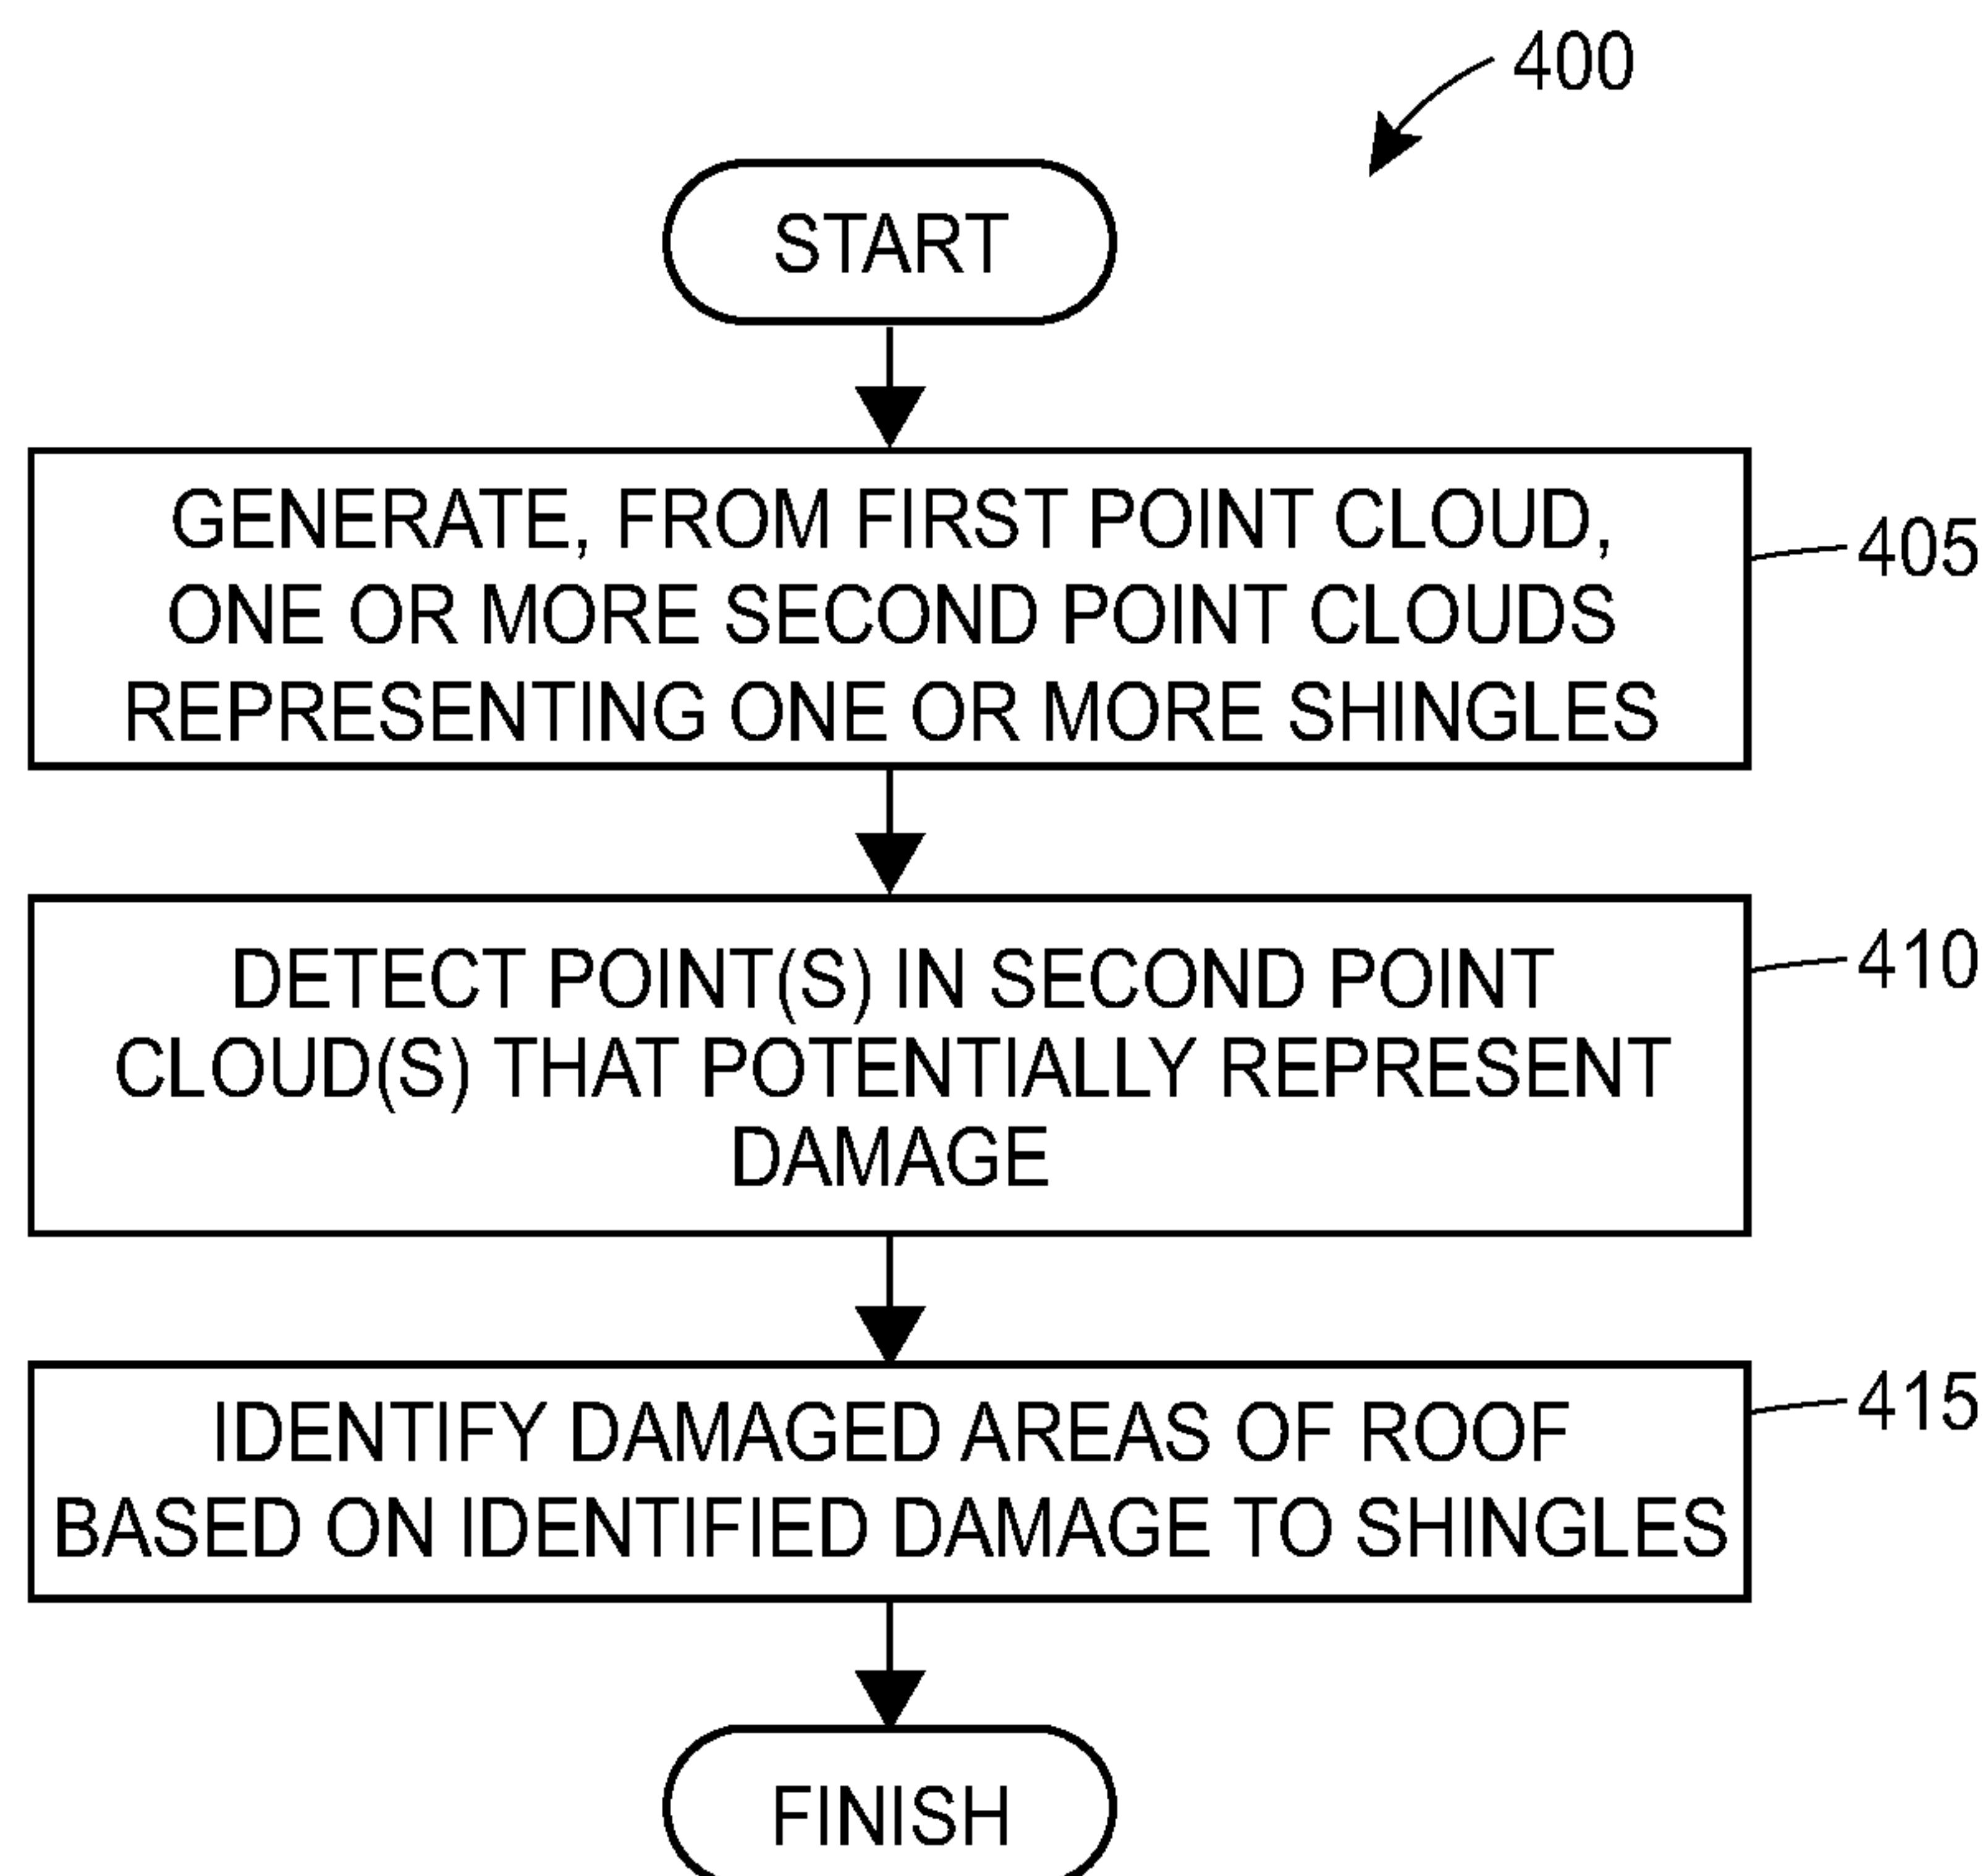 400
START
GENERATE, FROM FIRST POINT CLOUD,
ONE OR MORE SECOND POINT CLOUDS
REPRESENTING ONE OR MORE SHINGLES
405
DETECT POINT(S) IN SECOND POINT
CLOUD(S) THAT POTENTIALLY REPRESENT
DAMAGE
410
IDENTIFY DAMAGED AREAS OF ROOF
BASED ON IDENTIFIED DAMAGE TO SHINGLES
415
FINISH